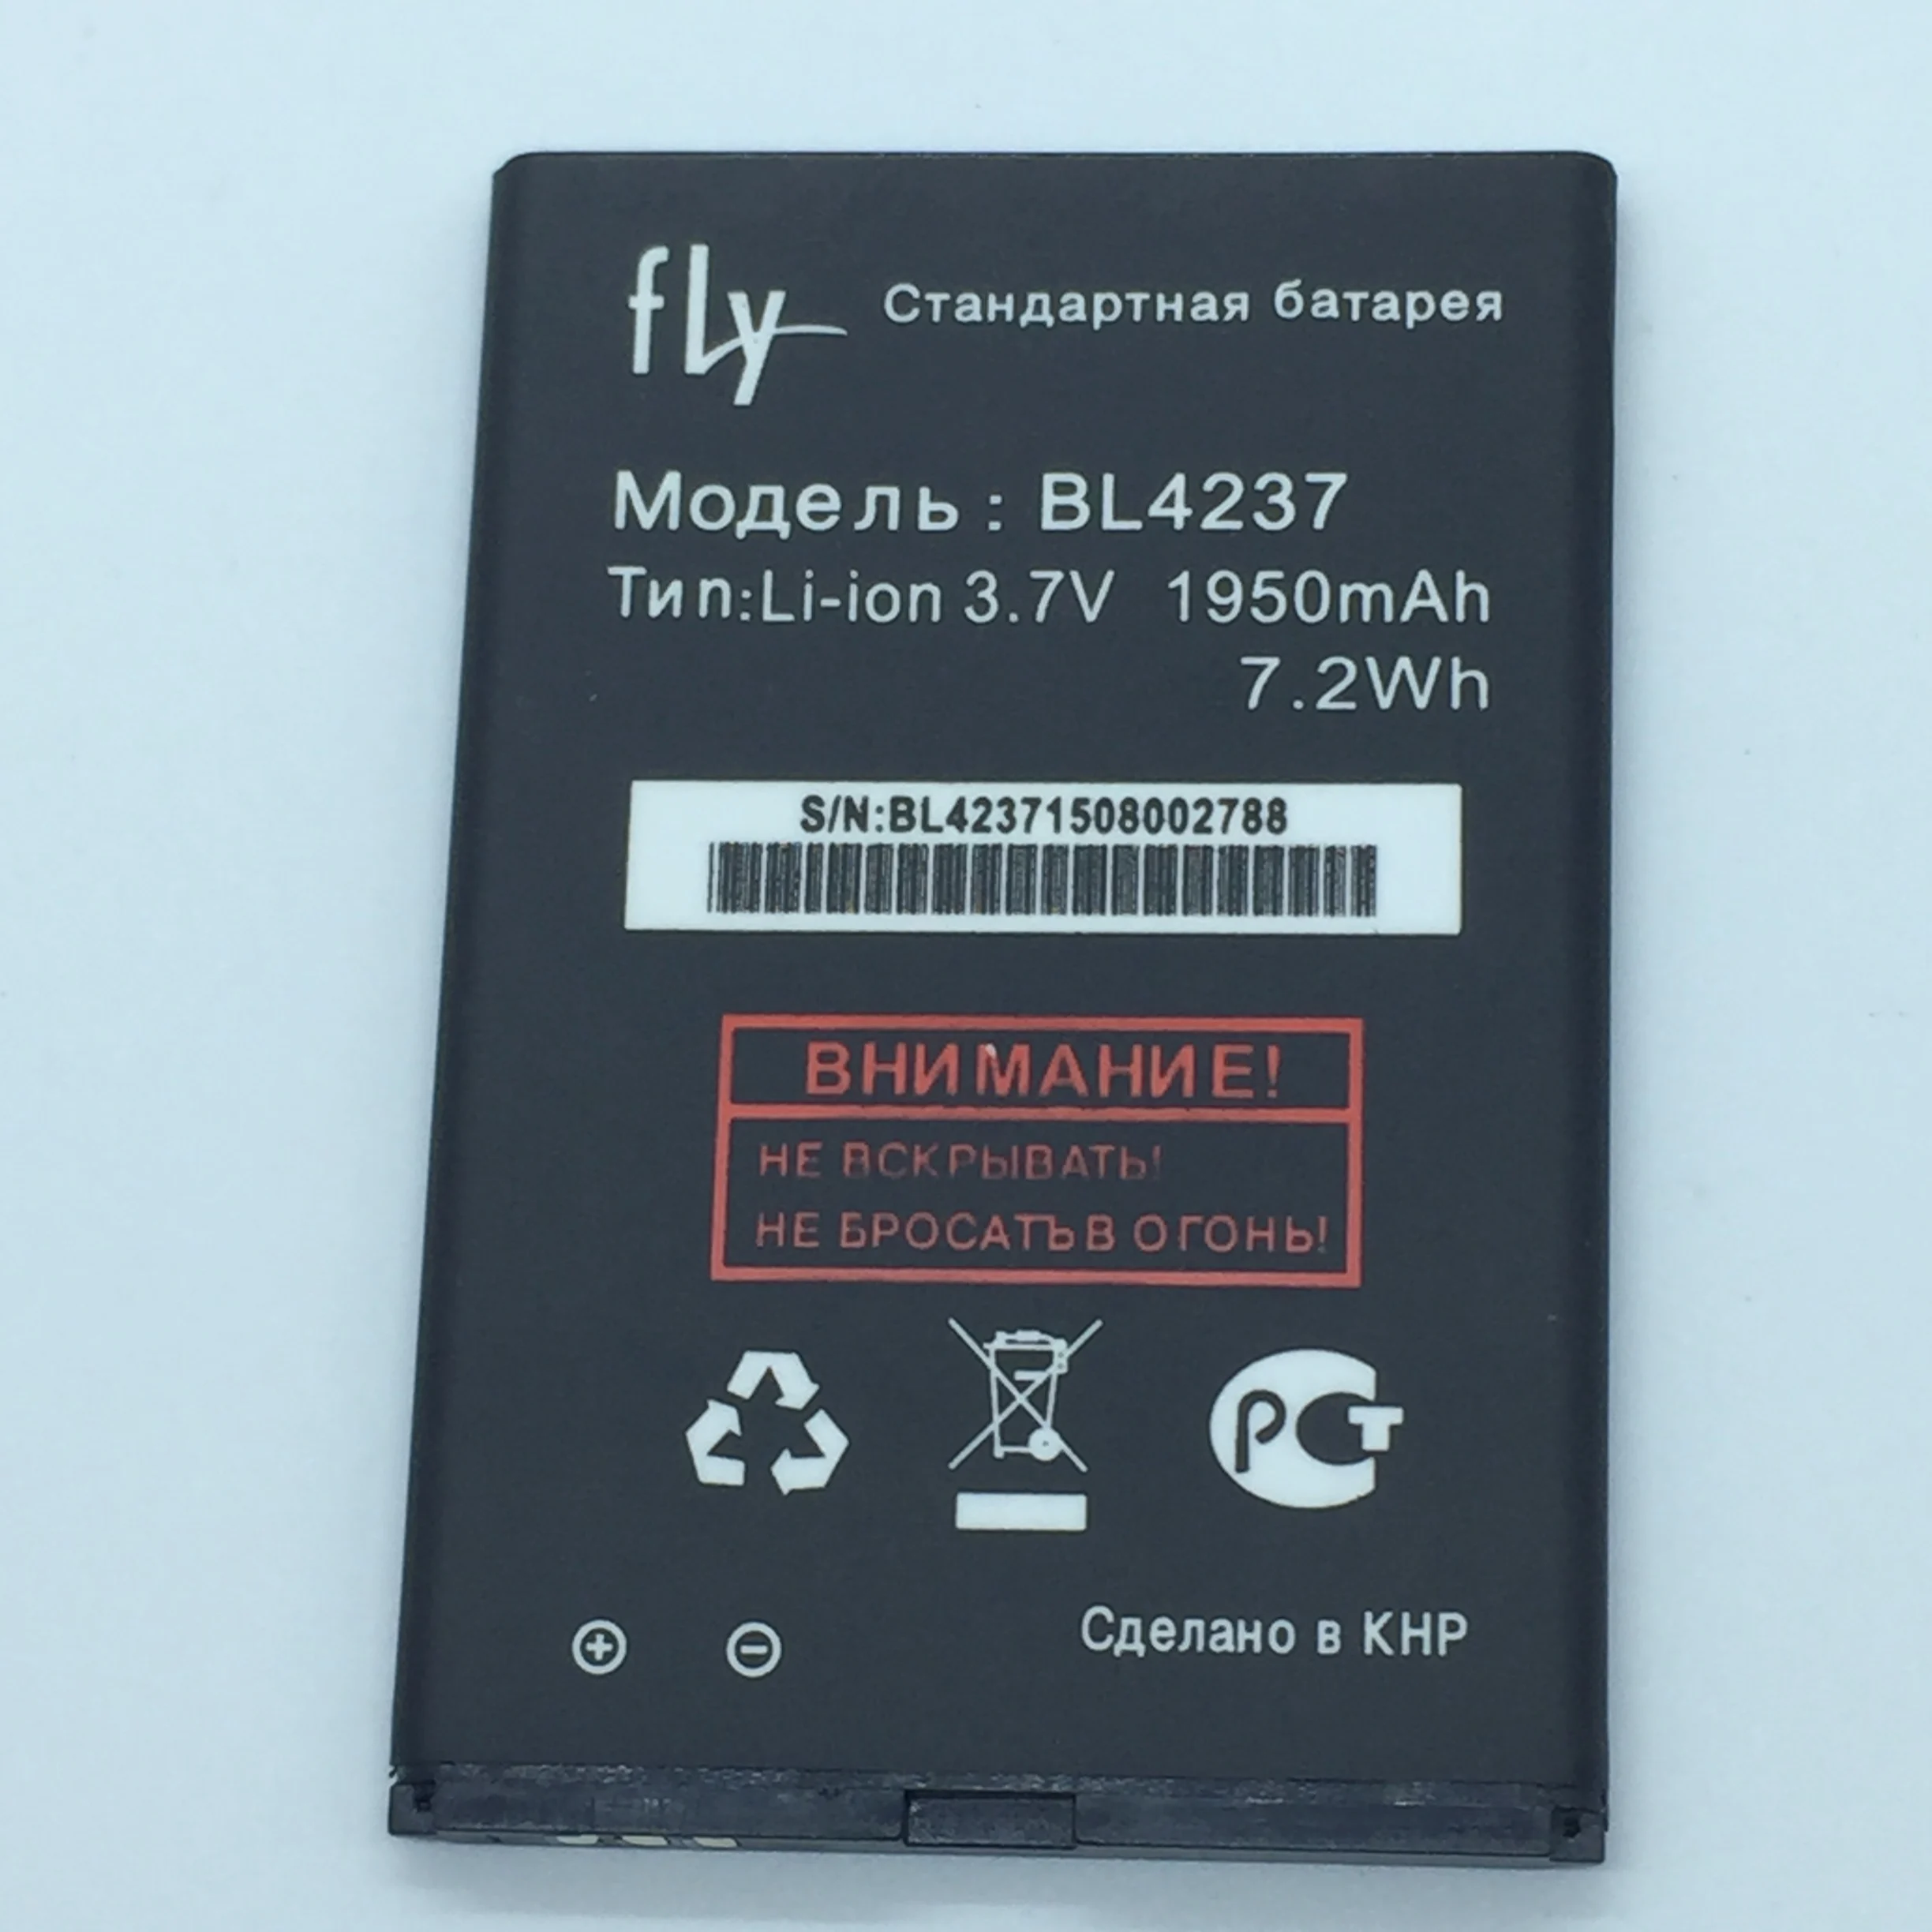 fly Стандартная батарея
Модель : BL4237
Тип:Li-ion 3.7V 1950mAh
7.2Wh
S/N:BL42371508002788
ВНИМАНИЕ!
НЕ ВСКРЫВАТЬ!
НЕ БРОСАТЬ В ОГОНЬ!
РСТ
Сделано в КНР